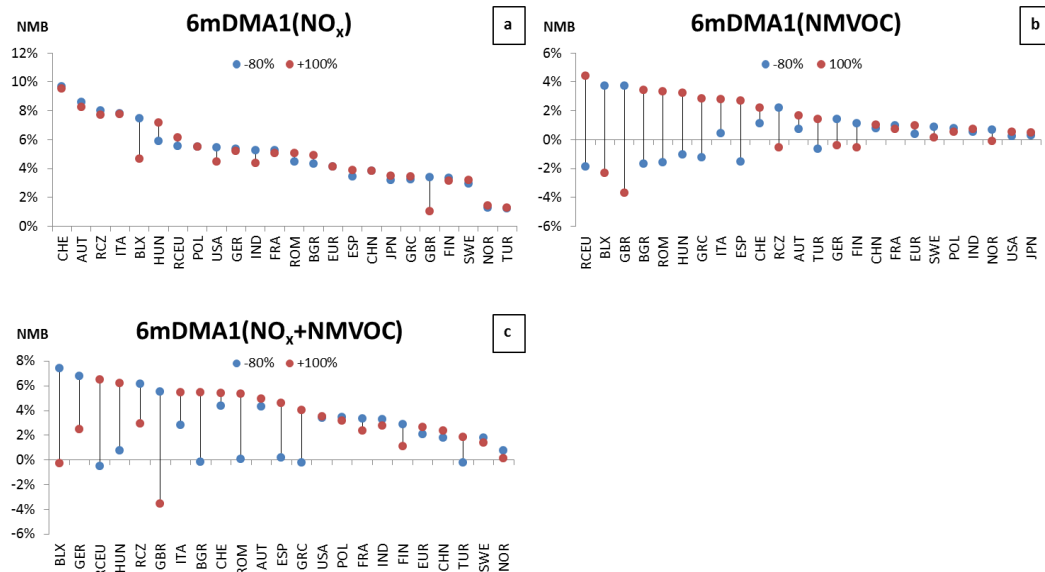 6mDMA1(NOx)
a
NMB
-80% +100%
12%
10%
8%
6%
4%
2%
0%
CHE AUT RCZ ITA BLX HUN RCEU POL USA GER IND FRA ROM BGR EUR ESP CHN JPN GRC GBR FIN SWE NOR TUR
6mDMA1(NMVOC)
b
NMB
-80% 100%
6%
4%
2%
0%
-2%
-4%
-6%
RCEU BLX GBR BGR ROM HUN GRC ITA ESP CHE RCZ AUT TUR GER FIN CHN FRA EUR SWE POL IND NOR USA JPN
6mDMA1(NOx+NMVOC)
c
NMB
-80% +100%
8%
6%
4%
2%
0%
-2%
-4%
-6%
BLX GER RCEU HUN RCZ GBR ITA BGR CHE ROM AUT ESP GRC USA POL FRA IND FIN EUR CHN TUR SWE NOR